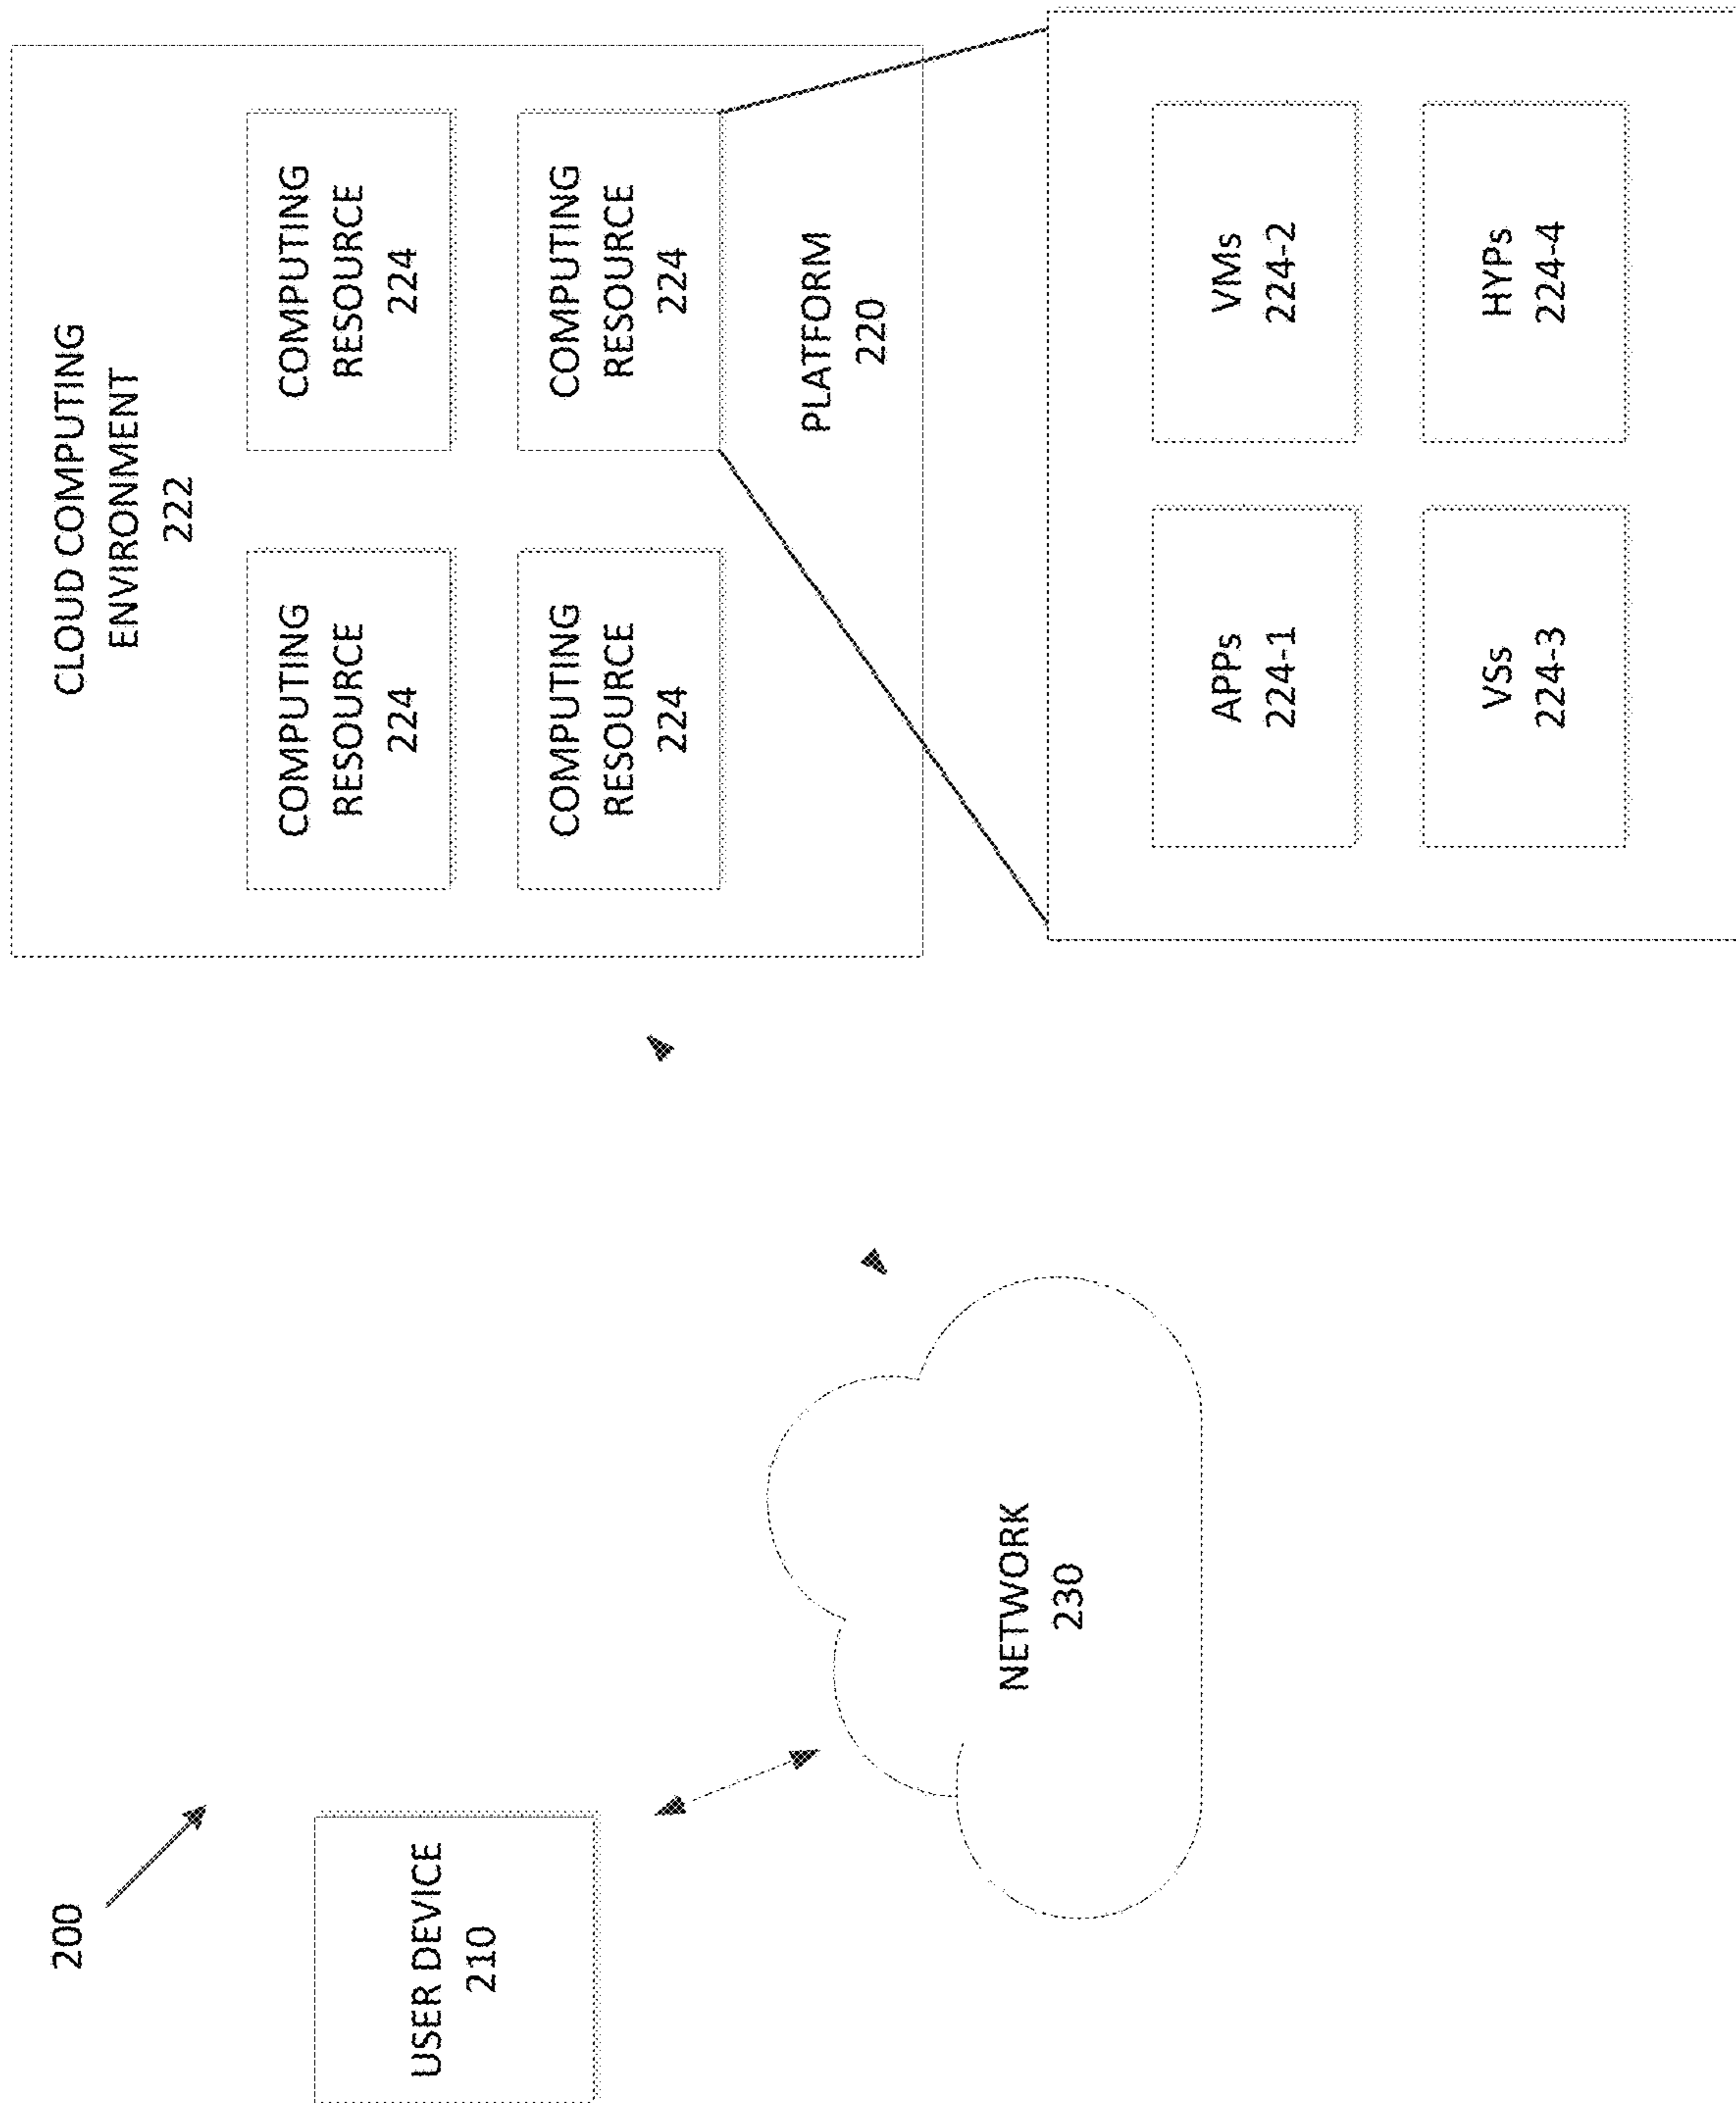 200
CLOUD COMPUTING
ENVIRONMENT
222
COMPUTING
RESOURCE
224
COMPUTING
RESOURCE
224
USER DEVICE
210
COMPUTING
RESOURCE
224
COMPUTING
RESOURCE
224
PLATFORM
220
NETWORK
230
APPs
224-1
VMs
224-2
VSs
224-3
HYPs
224-4